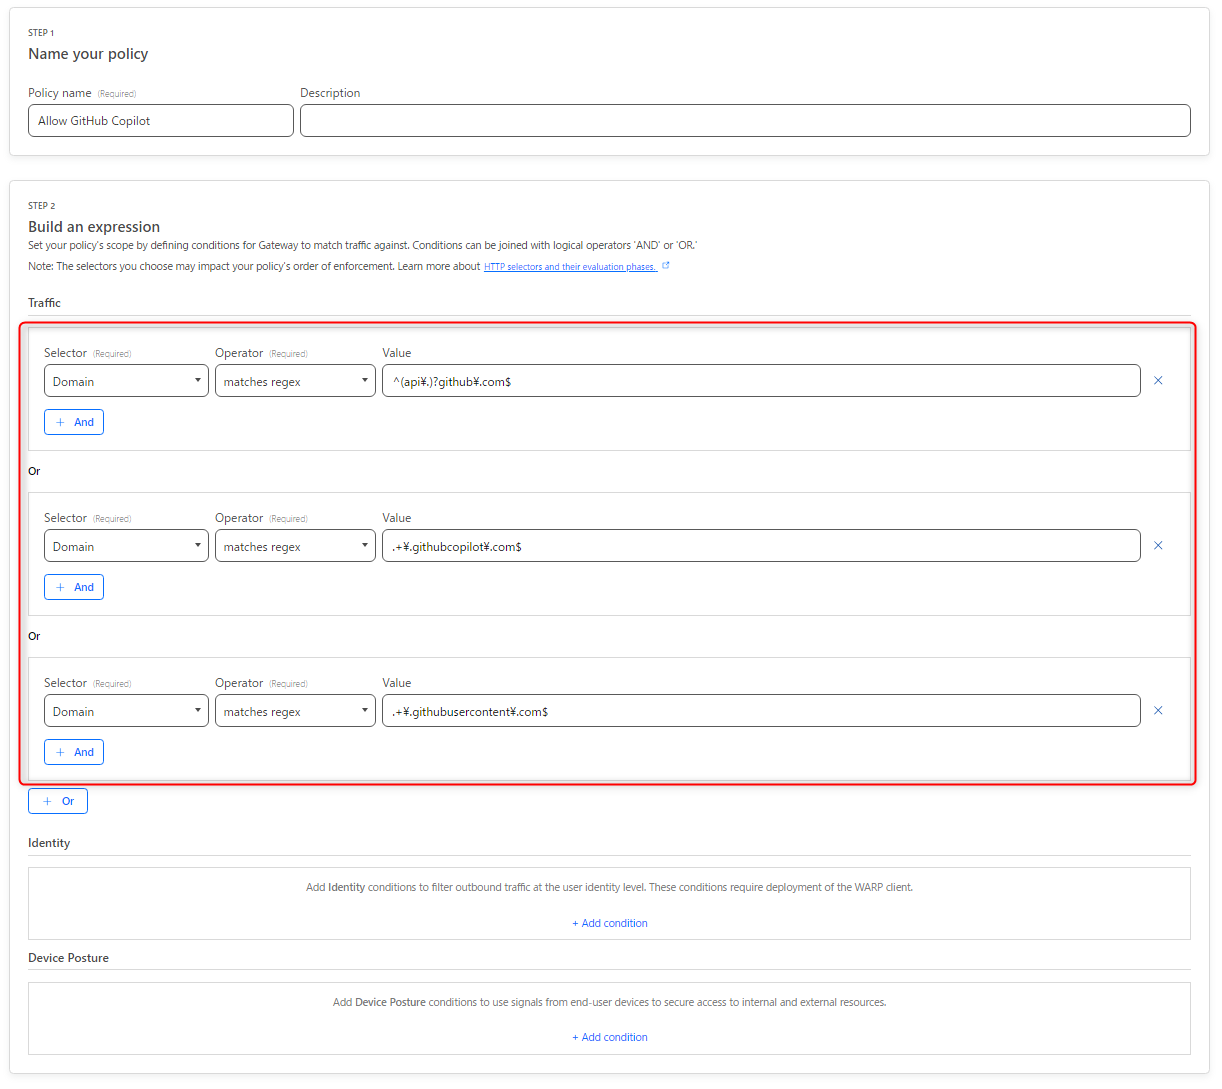 STEP 1
Name your policy
Policy name (Required)
Description
Allow GitHub Copilot
STEP 2
Build an expression
Set your policy's scope by defining conditions for Gateway to match traffic against. Conditions can be joined with logical operators 'AND' or 'OR.'
Note: The selectors you choose may impact your policy's order of enforcement. Learn more about HTTP selectors and their evaluation phases.
Traffic
Selector (Required) Operator (Required) Value
Domain matches regex ^(api¥.)?github¥.com$
+ And
Or
Selector (Required) Operator (Required) Value
Domain matches regex .+¥.githubcopilot¥.com$
+ And
Or
Selector (Required) Operator (Required) Value
Domain matches regex .+¥.githubusercontent¥.com$
+ And
+ Or
Identity
Add Identity conditions to filter outbound traffic at the user identity level. These conditions require deployment of the WARP client.
+ Add condition
Device Posture
Add Device Posture conditions to use signals from end-user devices to secure access to internal and external resources.
+ Add condition